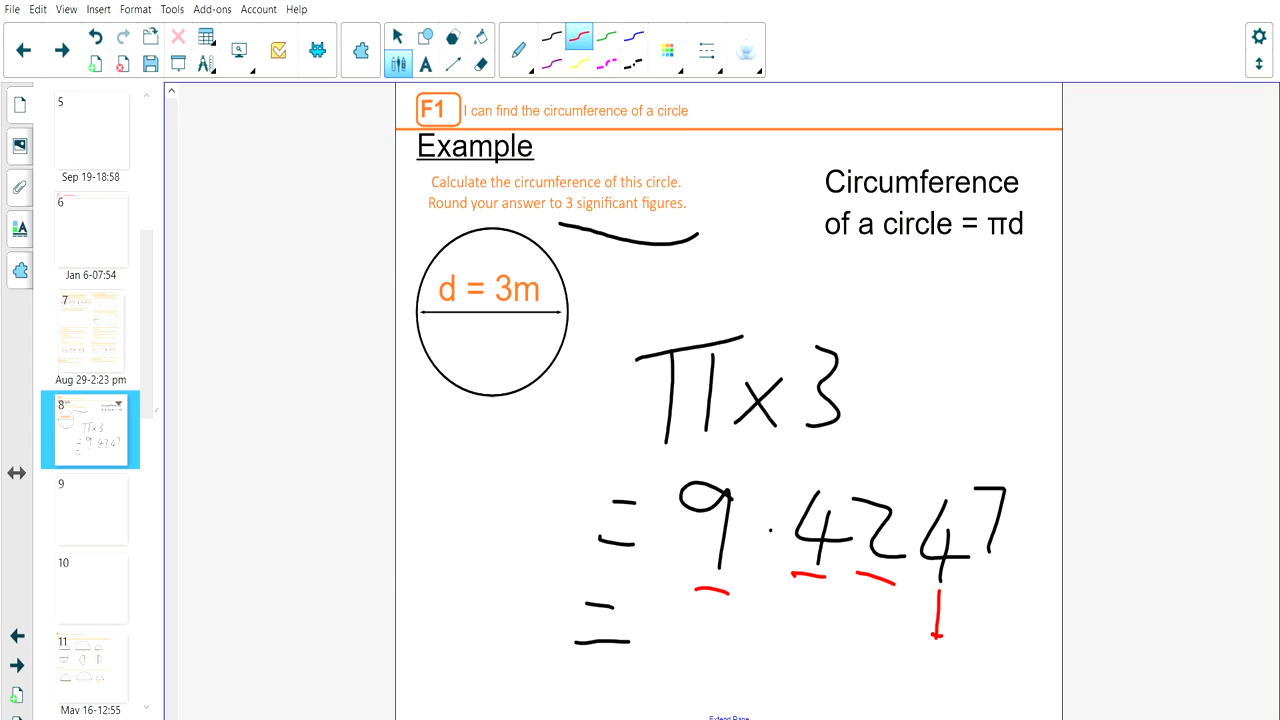 File Edit View Insert Format Tools Add-ons Account Help
5
Sep 19-18:58
6
Jan 6-07:54
7
Aug 29-2:23 pm
8
9
10
11
May 16-12:55
F1 I can find the circumference of a circle
Example
Calculate the circumference of this circle.
Round your answer to 3 significant figures.
Circumference
of a circle = πd
d = 3m
π x 3
= 9.4247
=
Extend Page